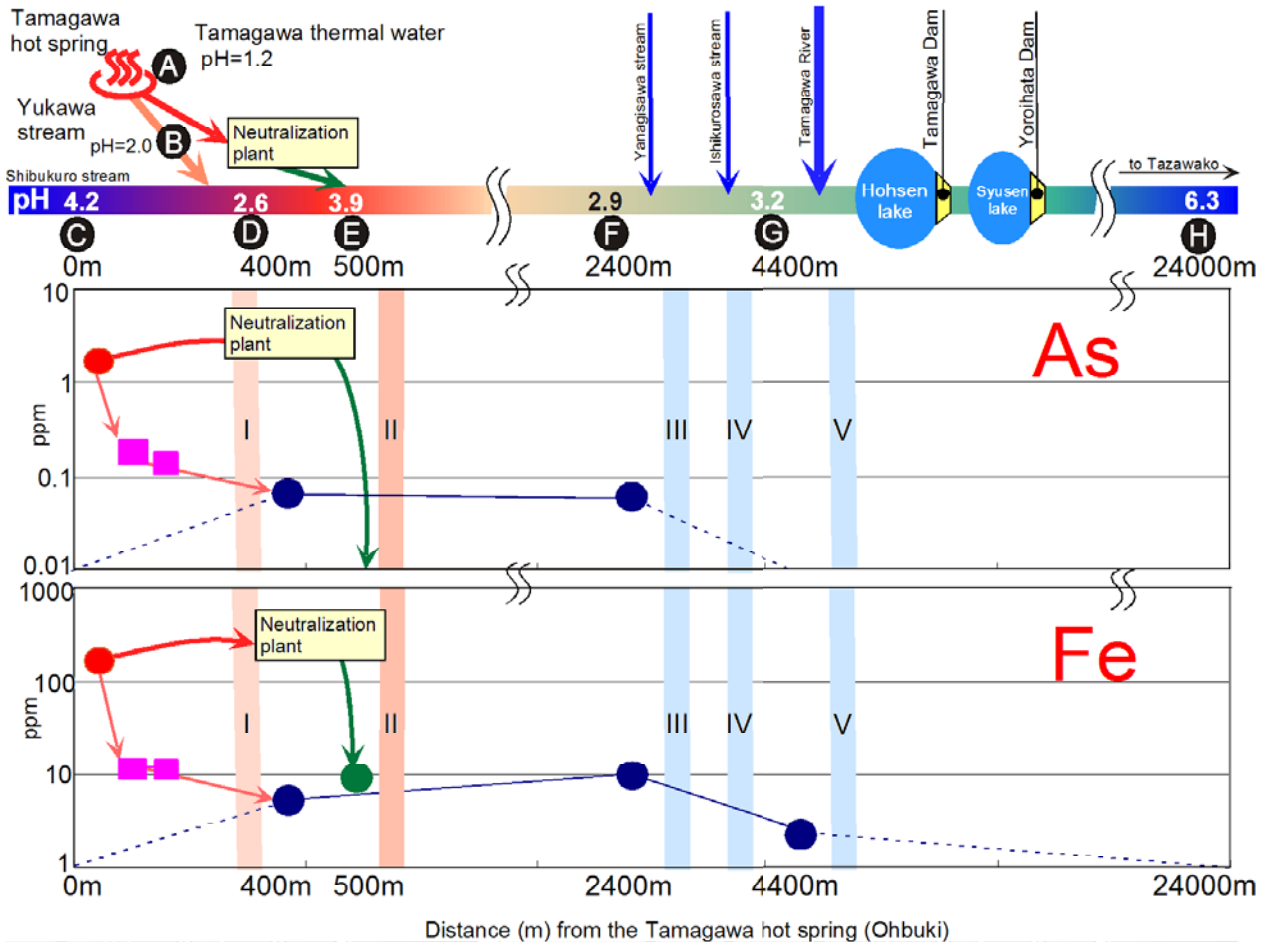 Tamagawa
hot spring
A
Tamagawa thermal water
pH=1.2
Yukawa
stream
pH=2.0
B
Neutralization
plant
Yanagisawa stream
Ishikurosawa stream
Tamagawa River
Tamagawa Dam
Yoroihata Dam
Shibukuro stream
to Tazawako
pH 4.2 2.6 3.9 2.9 3.2 6.3
Hohsen
lake
Syusen
lake
C D E F G H
0m 400m 500m 2400m 4400m 24000m
10
1
0.1
0.01
ppm
Neutralization
plant
As
I II III IV V
1000
100
10
1
ppm
Neutralization
plant
Fe
I II III IV V
0m 400m 500m 2400m 4400m 24000m
Distance (m) from the Tamagawa hot spring (Ohbuki)